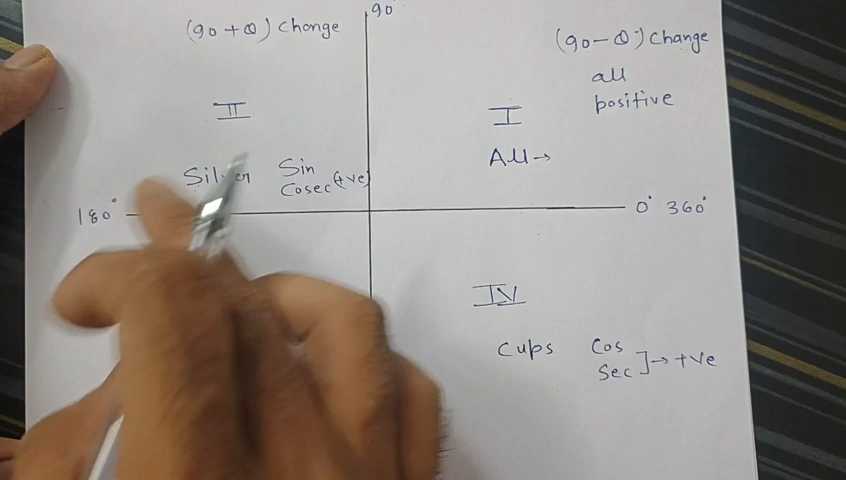 90°
(90+θ) Change
(90-θ) Change
all
positive
II
I
Silver Sin
Cosec (+ve)
All →
180°
0° 360°
IV
Cups Cos
Sec ] → +ve